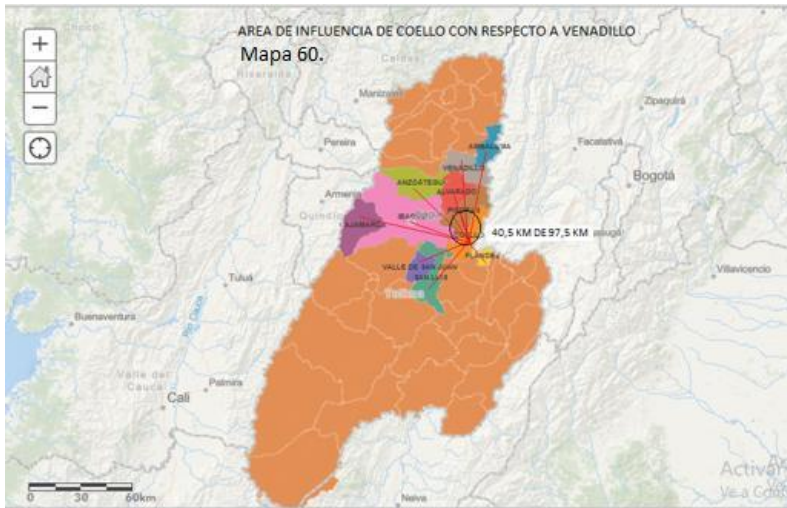 AREA DE INFLUENCIA DE COELLO CON RESPECTO A VENADILLO
Mapa 60.
Manizales
Zipaquirá
Pereira
Facatativá
Bogotá
VENADILLO
ANZOÁTEGUI
ALVARADO
Armenia
Quindío
CAJAMARCA
40,5 KM DE 97,5 KM
VALLE DE SAN JUAN
SAN LUIS
Tolima
Tuluá
Villavicencio
Buenaventura
Río Cauca
Valle del
Cauca
Palmira
Cali
Neiva
0 30 60km